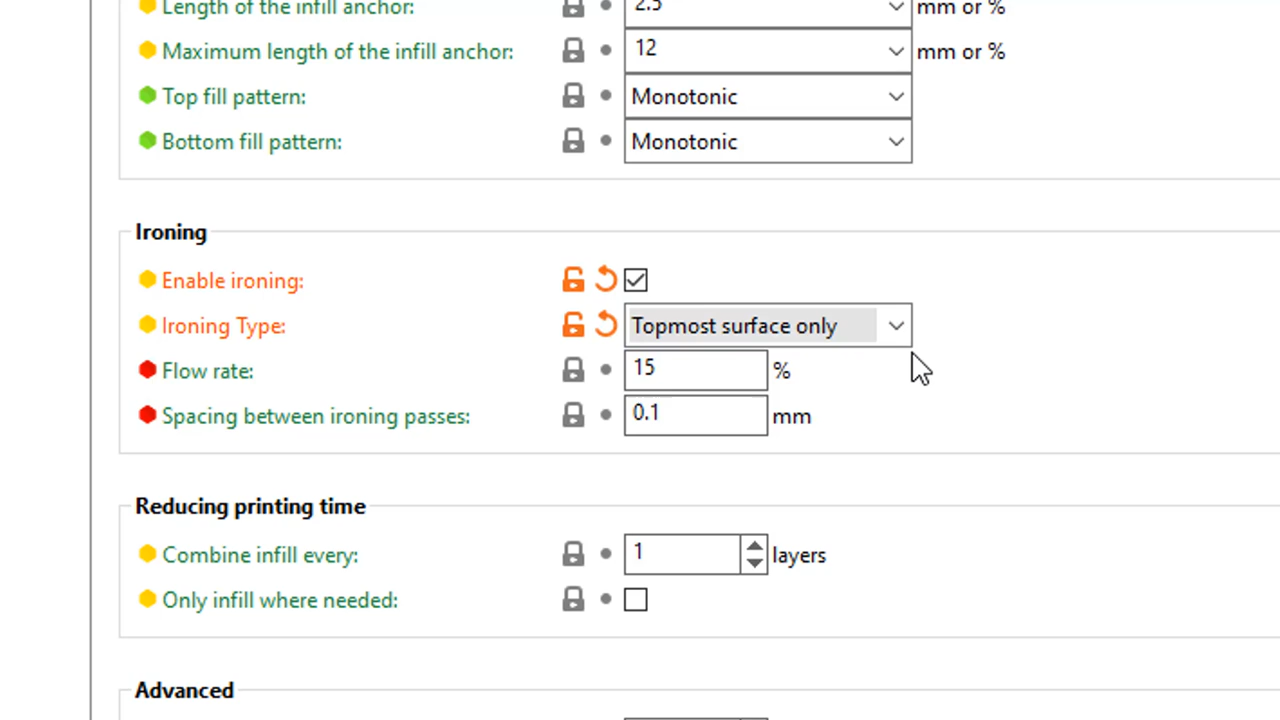 Length of the infill anchor: 2.5 mm or %
Maximum length of the infill anchor: 12 mm or %
Top fill pattern: Monotonic
Bottom fill pattern: Monotonic
Ironing
Enable ironing:
Ironing Type: Topmost surface only
Flow rate: 15 %
Spacing between ironing passes: 0.1 mm
Reducing printing time
Combine infill every: 1 layers
Only infill where needed:
Advanced